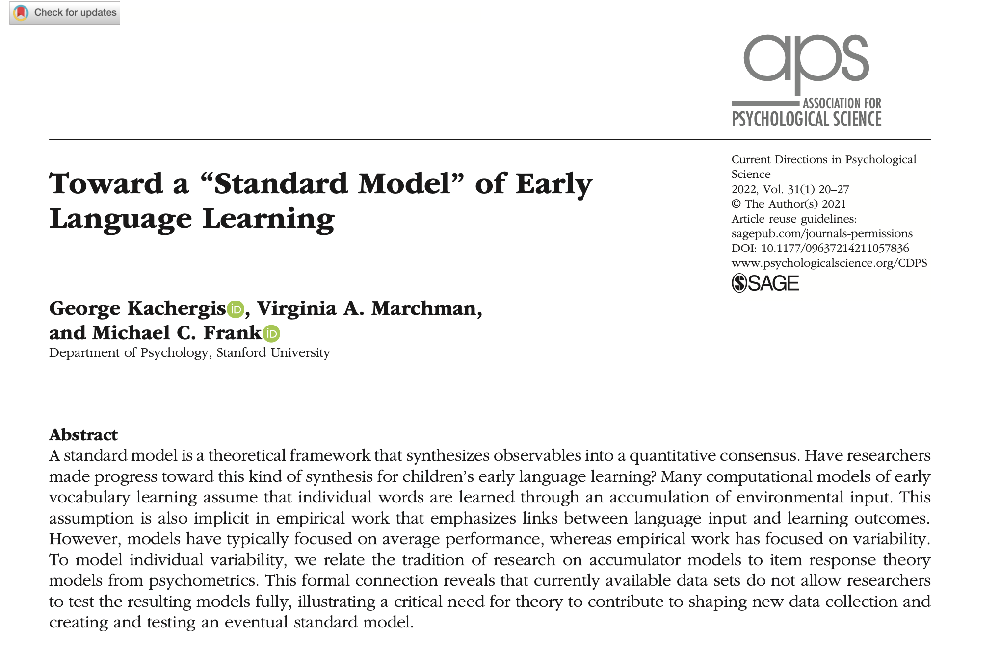 Check for updates
aps
ASSOCIATION FOR
PSYCHOLOGICAL SCIENCE
Toward a “Standard Model” of Early
Language Learning
Current Directions in Psychological
Science
2022, Vol. 31(1) 20–27
© The Author(s) 2021
Article reuse guidelines:
sagepub.com/journals-permissions
DOI: 10.1177/09637214211057836
www.psychologicalscience.org/CDPS
SAGE
George Kachergis iD, Virginia A. Marchman,
and Michael C. Frank iD
Department of Psychology, Stanford University
Abstract
A standard model is a theoretical framework that synthesizes observables into a quantitative consensus. Have researchers
made progress toward this kind of synthesis for children’s early language learning? Many computational models of early
vocabulary learning assume that individual words are learned through an accumulation of environmental input. This
assumption is also implicit in empirical work that emphasizes links between language input and learning outcomes.
However, models have typically focused on average performance, whereas empirical work has focused on variability.
To model individual variability, we relate the tradition of research on accumulator models to item response theory
models from psychometrics. This formal connection reveals that currently available data sets do not allow researchers
to test the resulting models fully, illustrating a critical need for theory to contribute to shaping new data collection and
creating and testing an eventual standard model.